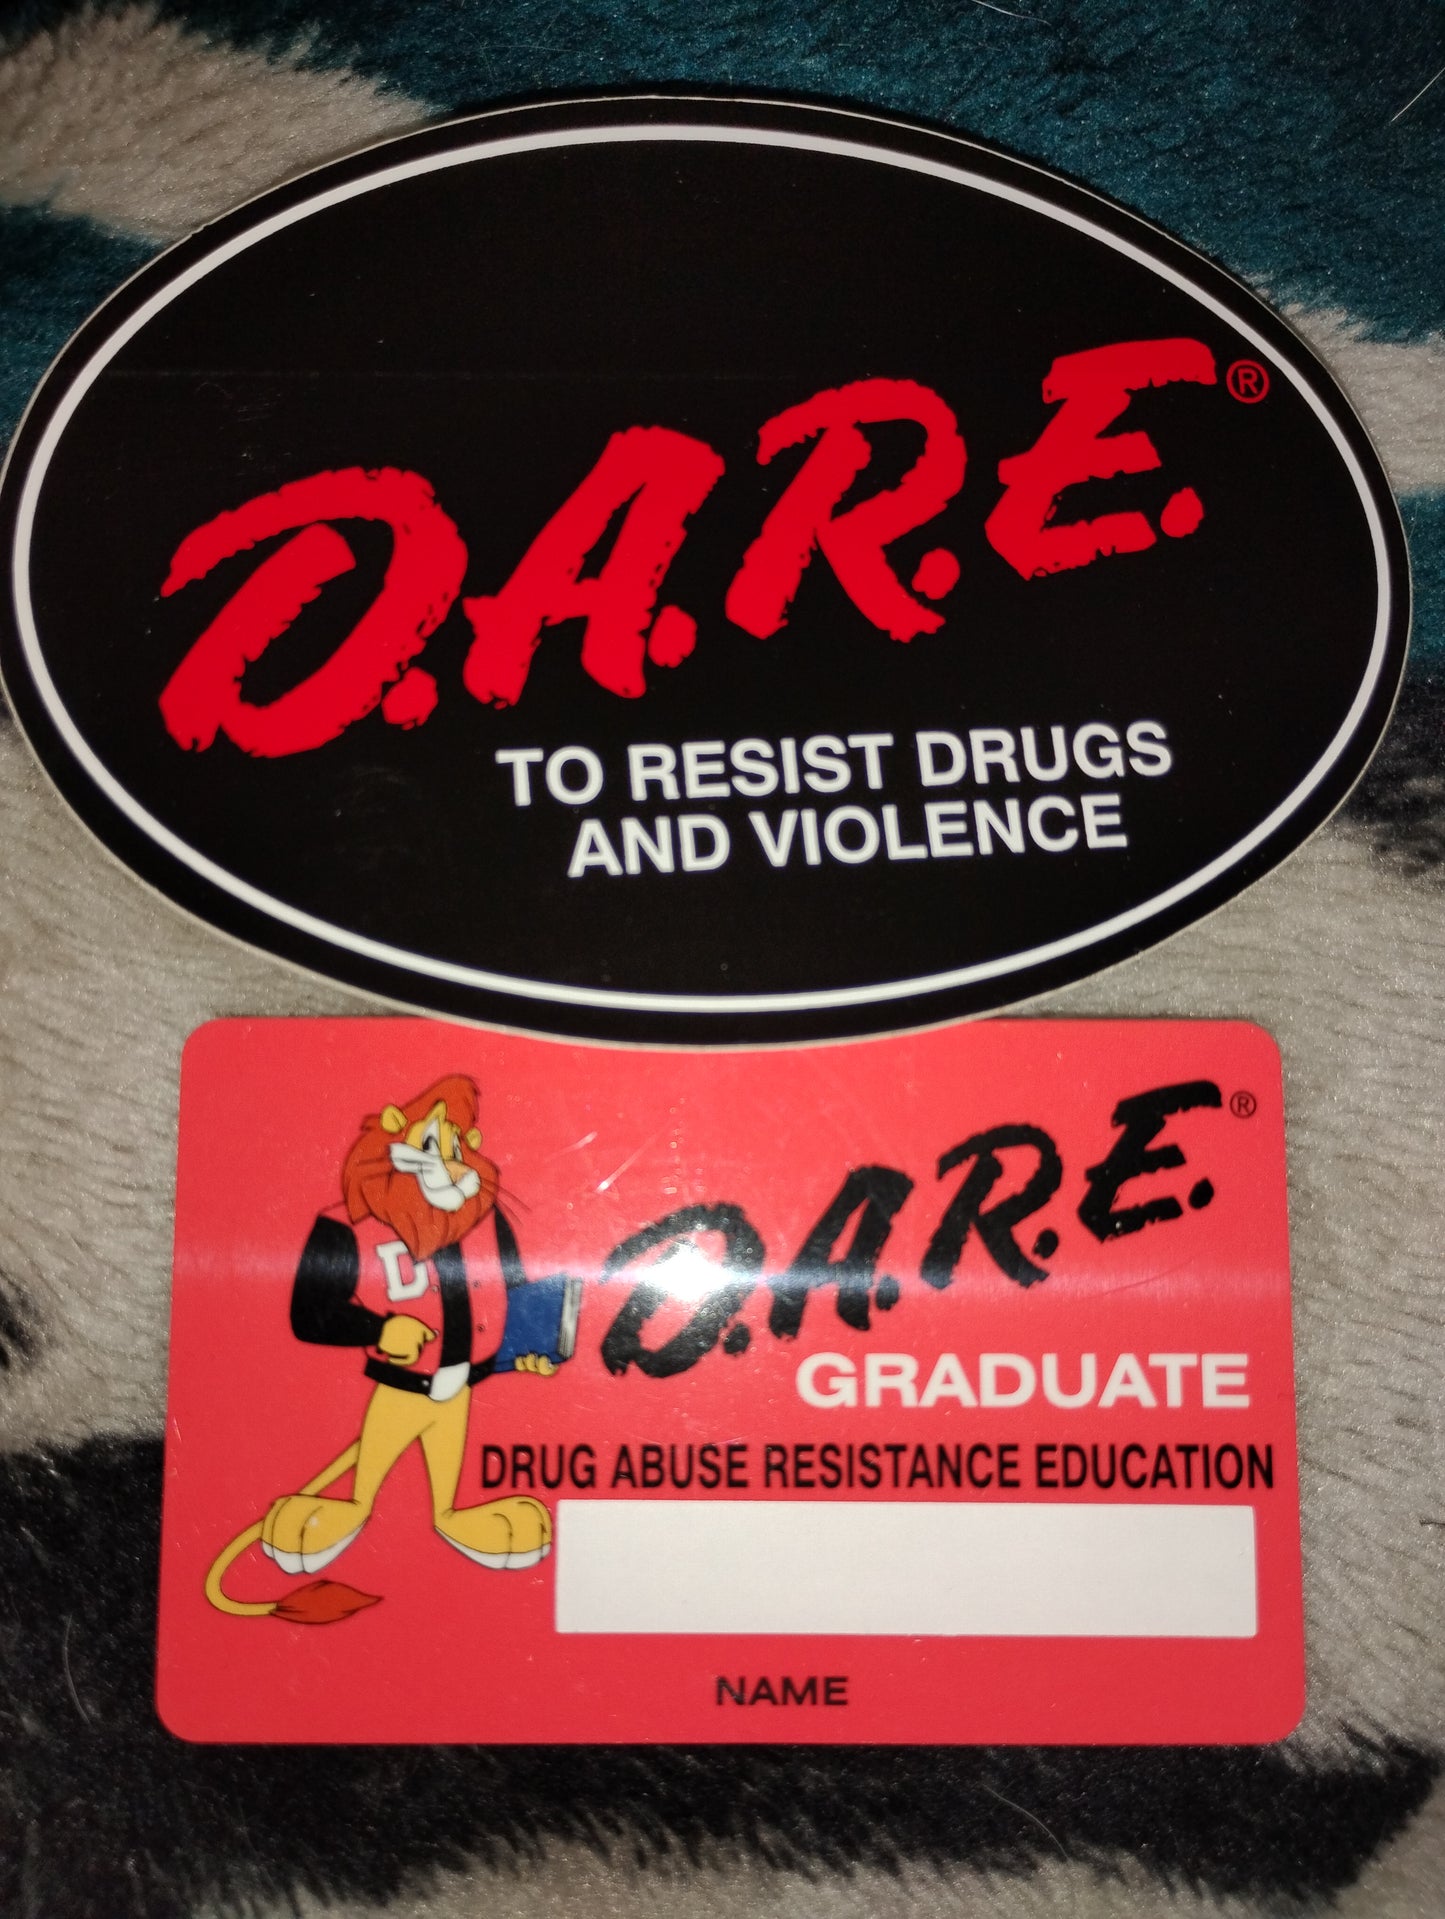 D.A.R.E.®
TO RESIST DRUGS
AND VIOLENCE
D
D.A.R.E.®
GRADUATE
DRUG ABUSE RESISTANCE EDUCATION
NAME